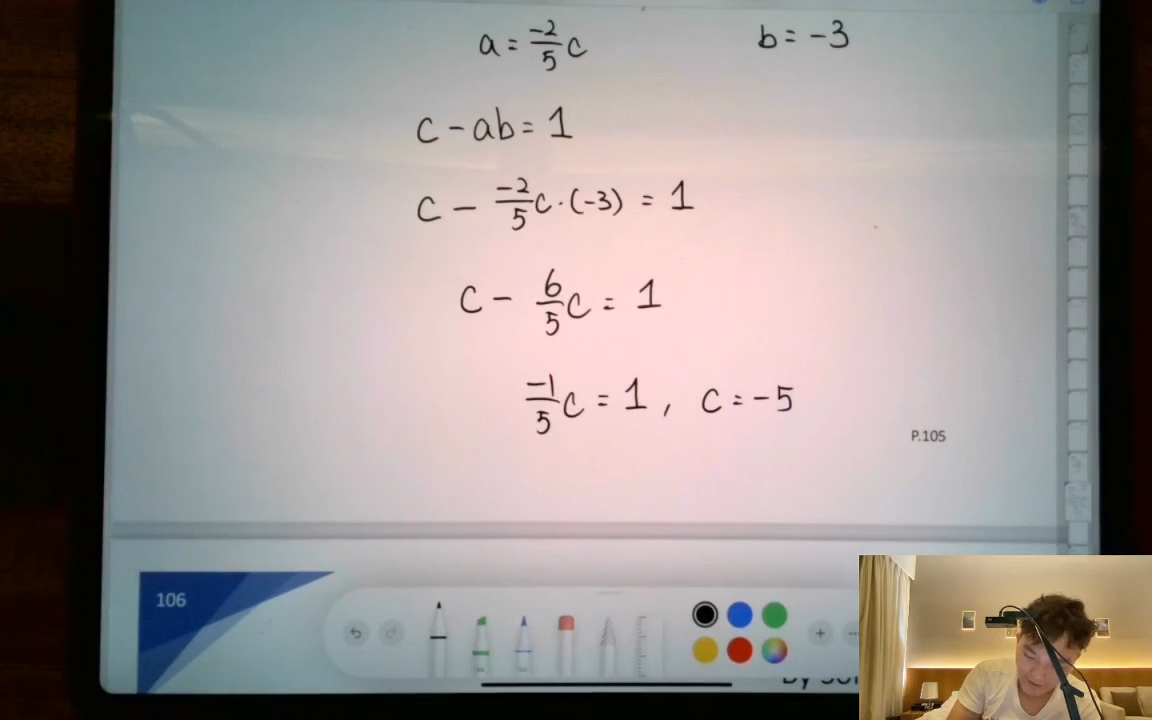 a = -2/5 c b = -3
c - ab = 1
c - -2/5 c · (-3) = 1
c - 6/5 c = 1
-1/5 c = 1, c = -5
P.105
106